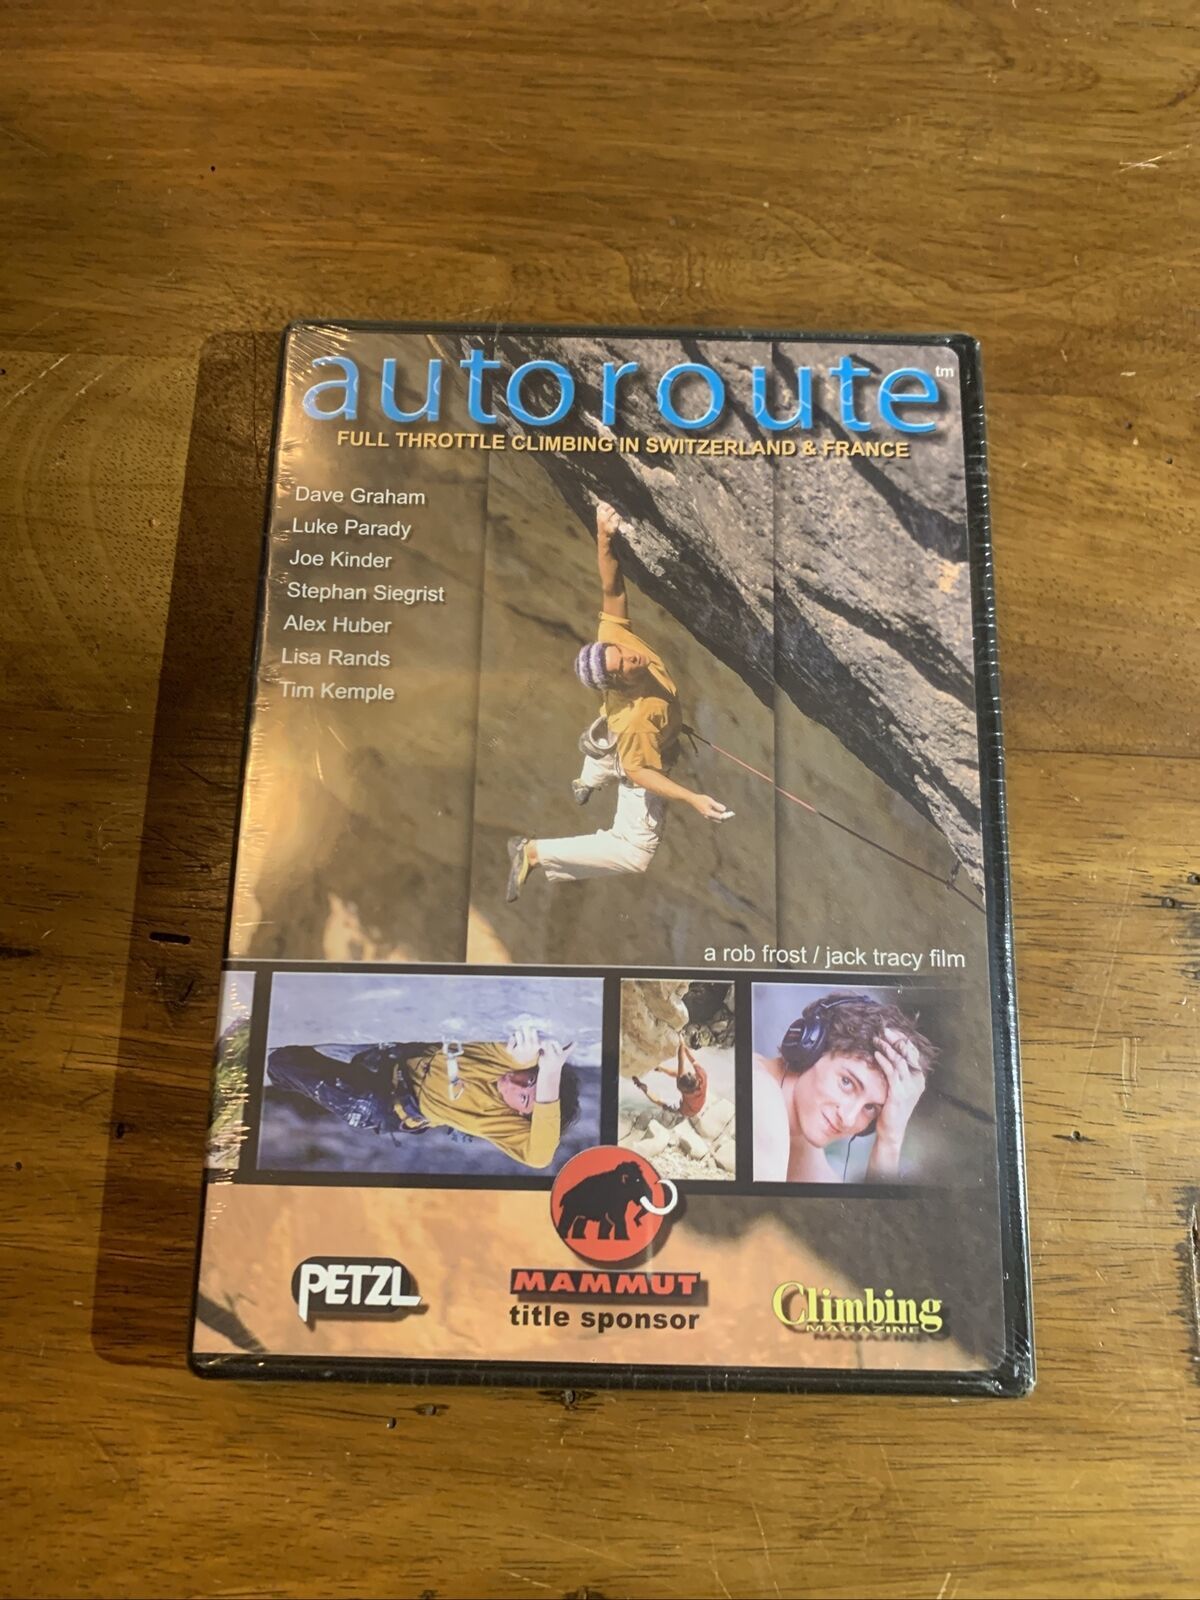 autoroute tm
FULL THROTTLE CLIMBING IN SWITZERLAND & FRANCE
Dave Graham
Luke Parady
Joe Kinder
Stephan Siegrist
Alex Huber
Lisa Rands
Tim Kemple
a rob frost / jack tracy film
PETZL
MAMMUT
title sponsor
Climbing
MAGAZINE